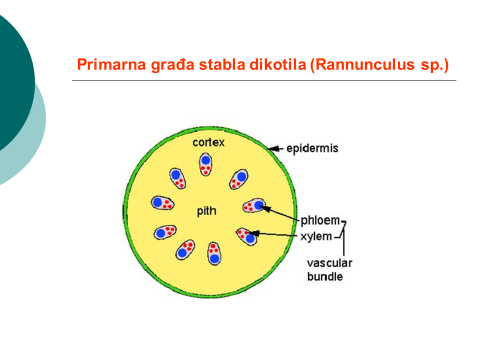 Primarna građa stabla dikotila (Rannunculus sp.)
cortex
epidermis
pith
phloem
xylem
vascular
bundle